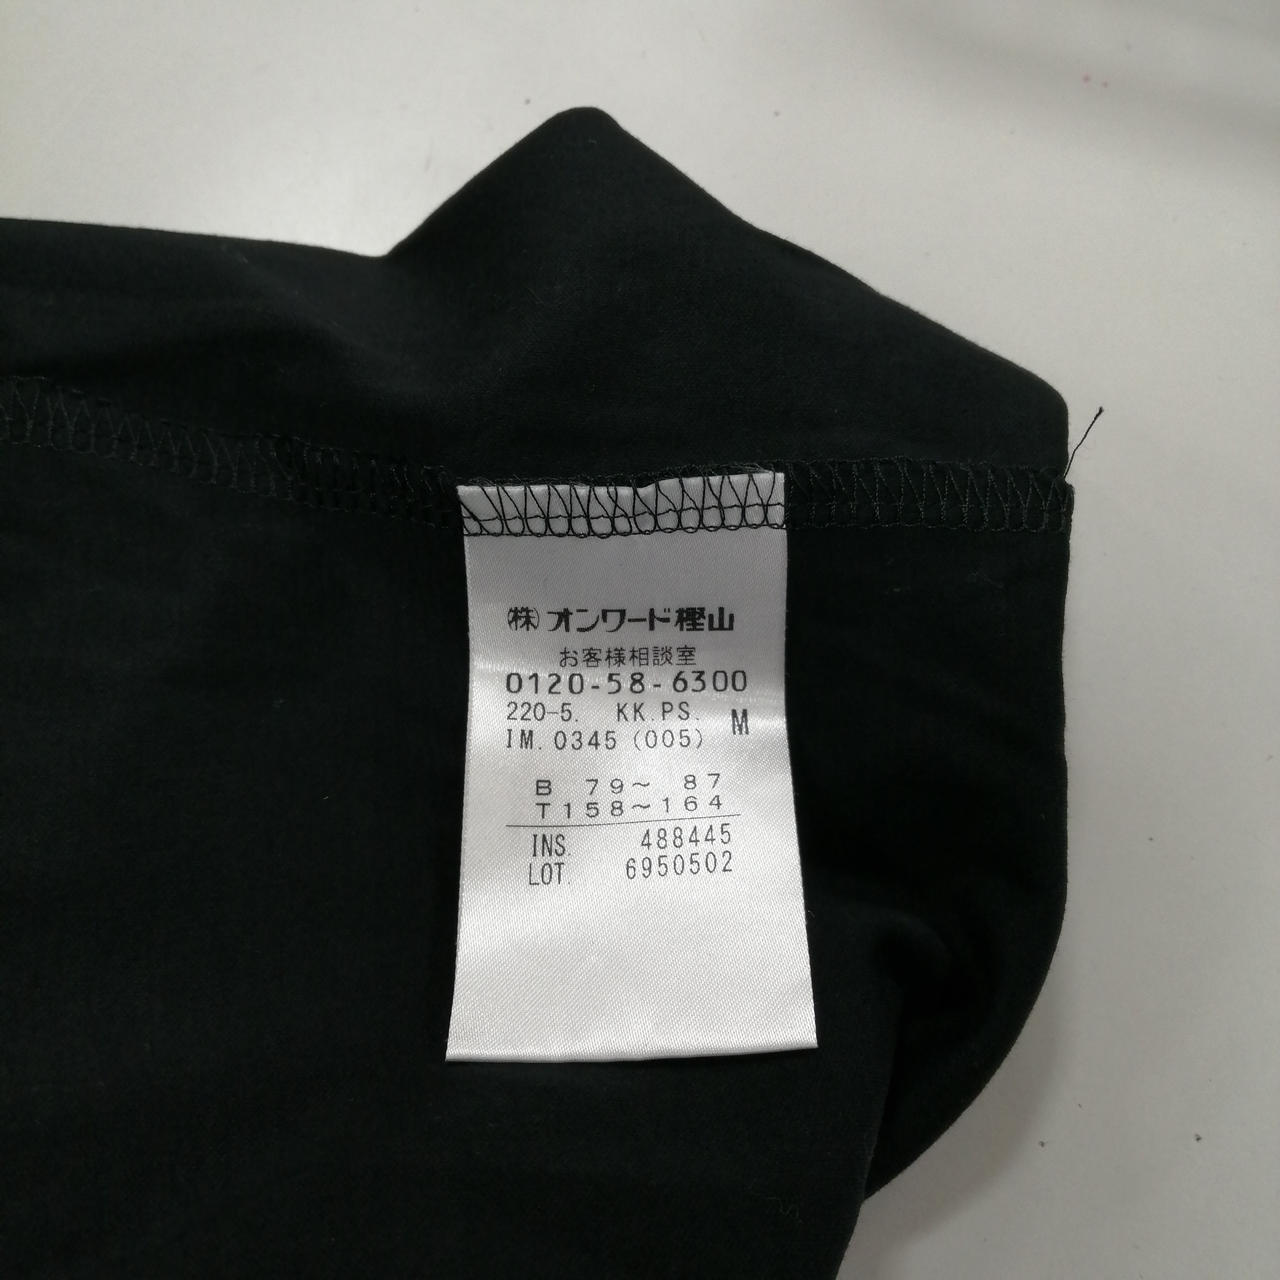 ㈱オンワード樫山
お客様相談室
0120-58-6300
220-5. KK.PS. M
IM. 0345 (005)
B 79～ 87
T158～164
INS. 488445
LOT. 6950502